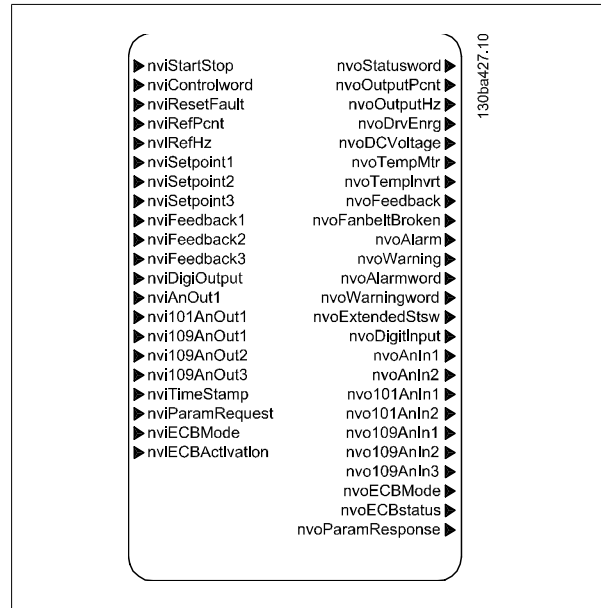 nviStartStop
nviControlword
nviResetFault
nviRefPcnt
nviRefHz
nviSetpoint1
nviSetpoint2
nviSetpoint3
nviFeedback1
nviFeedback2
nviFeedback3
nviDigiOutput
nviAnOut1
nvi101AnOut1
nvi109AnOut1
nvi109AnOut2
nvi109AnOut3
nviTimeStamp
nviParamRequest
nviECBMode
nviECBActivation
nvoStatusword
nvoOutputPcnt
nvoOutputHz
nvoDrvEnrg
nvoDCVoltage
nvoTempMtr
nvoTempInvrt
nvoFeedback
nvoFanbeltBroken
nvoAlarm
nvoWarning
nvoAlarmword
nvoWarningword
nvoExtendedStsw
nvoDigitInput
nvoAnIn1
nvoAnIn2
nvo101AnIn1
nvo101AnIn2
nvo109AnIn1
nvo109AnIn2
nvo109AnIn3
nvoECBMode
nvoECBstatus
nvoParamResponse
130ba427.10